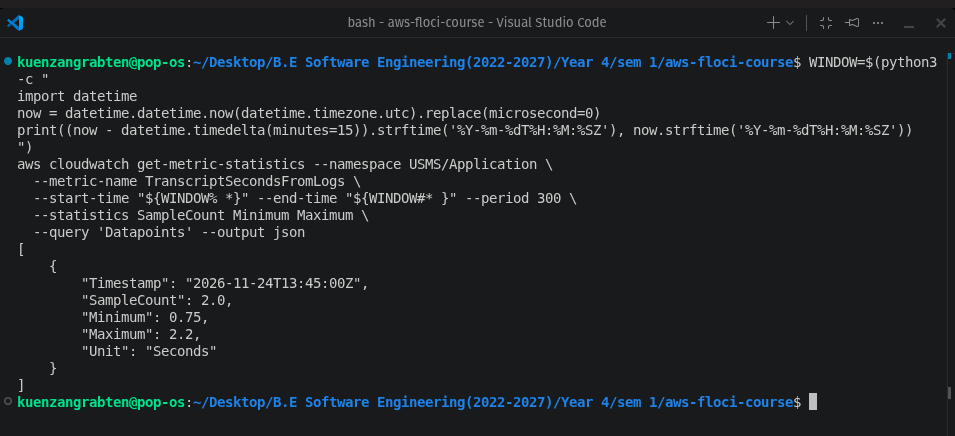 bash - aws-floci-course - Visual Studio Code
kuenzangrabten@pop-os:~/Desktop/B.E Software Engineering(2022-2027)/Year 4/sem 1/aws-floci-course$ WINDOW=$(python3
-c "
import datetime
now = datetime.datetime.now(datetime.timezone.utc).replace(microsecond=0)
print((now - datetime.timedelta(minutes=15)).strftime('%Y-%m-%dT%H:%M:%SZ'), now.strftime('%Y-%m-%dT%H:%M:%SZ'))
")
aws cloudwatch get-metric-statistics --namespace USMS/Application \
  --metric-name TranscriptSecondsFromLogs \
  --start-time "${WINDOW% *}" --end-time "${WINDOW#* }" --period 300 \
  --statistics SampleCount Minimum Maximum \
  --query 'Datapoints' --output json
[
    {
        "Timestamp": "2026-11-24T13:45:00Z",
        "SampleCount": 2.0,
        "Minimum": 0.75,
        "Maximum": 2.2,
        "Unit": "Seconds"
    }
]
kuenzangrabten@pop-os:~/Desktop/B.E Software Engineering(2022-2027)/Year 4/sem 1/aws-floci-course$